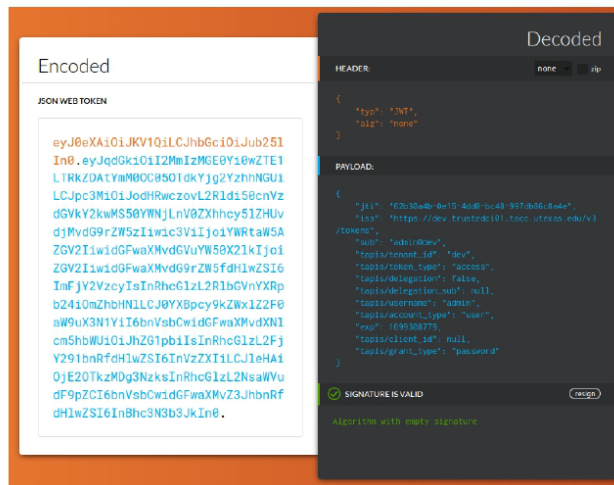 Encoded
JSON WEB TOKEN
eyJ0eXAiOiJKV1QiLCJhbGciOiJub25l
In0.eyJqdGkiOiI2MmIzMGE0Yi0wZTE1
LTRkZDAtYmM0OC05OTdkYjg2YzhhNGUi
LCJpc3MiOiJodHRwczovL2Rldi50cnVz
dGVkY2kwMS50YWNjLnV0ZXhhcy5lZHUv
djMvdG9rZW5zIiwic3ViIjoiYWRtaW5A
ZGV2IiwidGFwaXMvdGVuYW50X2lkIjoi
ZGV2IiwidGFwaXMvdG9rZW5fdHlwZSI6
ImFjY2VzcyIsInRhcGlzL2RlbGVnYXRp
b24iOmZhbHNlLCJ0YXBpcy9kZWxlZ2F0
aW9uX3N1YiI6bnVsbCwidGFwaXMvdXNl
cm5hbWUiOiJhZG1pbiIsInRhcGlzL2Fj
Y291bnRfdHlwZSI6InVzZXIiLCJleHAi
OjE2OTkzMDg3NzksInRhcGlzL2NsaWVu
dF9pZCI6bnVsbCwidGFwaXMvZ3JhbnRf
dHlwZSI6InBhc3N3b3JkIn0.
Decoded
HEADER: none zip
{
"typ": "JWT",
"alg": "none"
}
PAYLOAD:
{
"jti": "62b30a4b-0e15-4dd0-bc48-997db86c8a4e",
"iss": "https://dev.trustedci01.tacc.utexas.edu/v3
/tokens",
"sub": "admin@dev",
"tapis/tenant_id": "dev",
"tapis/token_type": "access",
"tapis/delegation": false,
"tapis/delegation_sub": null,
"tapis/username": "admin",
"tapis/account_type": "user",
"exp": 1699308779,
"tapis/client_id": null,
"tapis/grant_type": "password"
}
SIGNATURE IS VALID resign
Algorithm with empty signature